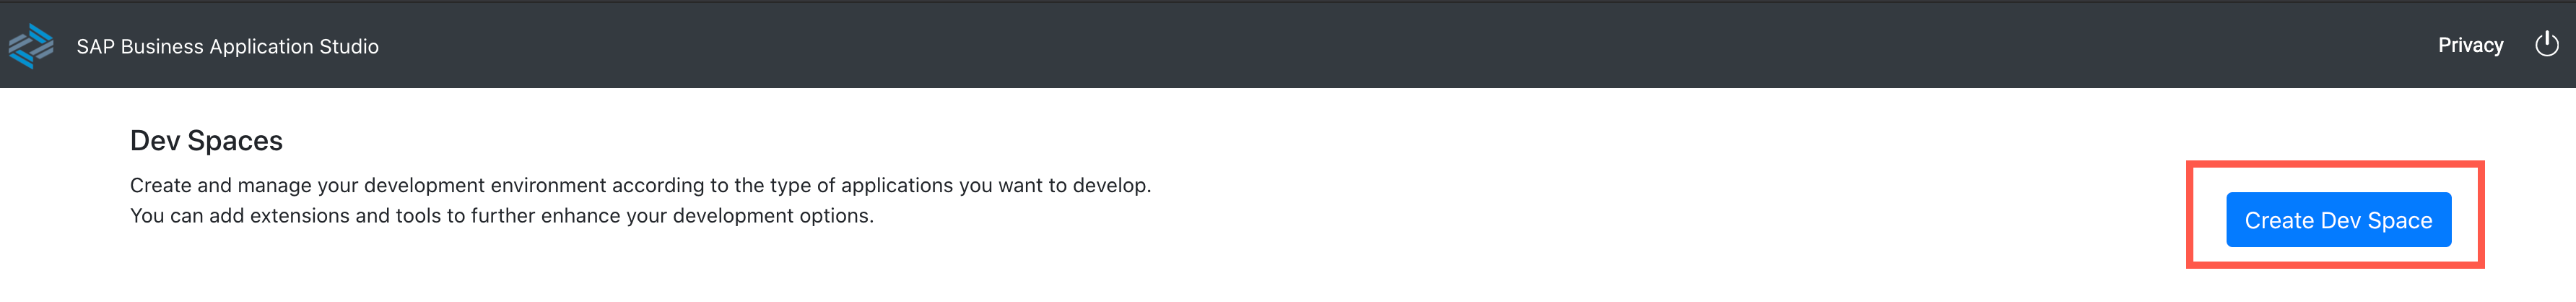 SAP Business Application Studio
Privacy
Dev Spaces
Create and manage your development environment according to the type of applications you want to develop.
You can add extensions and tools to further enhance your development options.
Create Dev Space